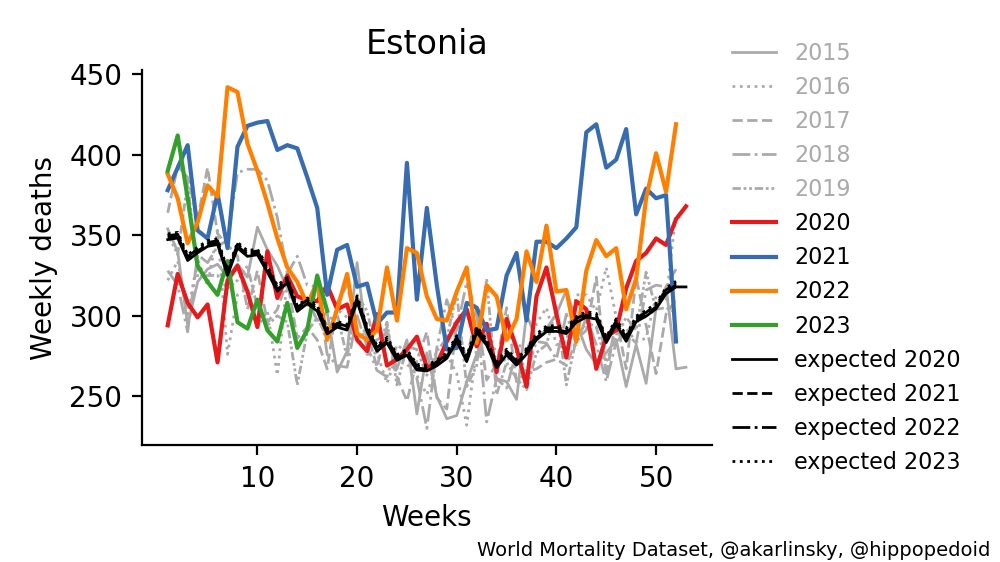 Estonia
Weekly deaths
450
400
350
300
250
10
20
30
40
50
Weeks
2015
2016
2017
2018
2019
2020
2021
2022
2023
expected 2020
expected 2021
expected 2022
expected 2023
World Mortality Dataset, @akarlinsky, @hippopedoid